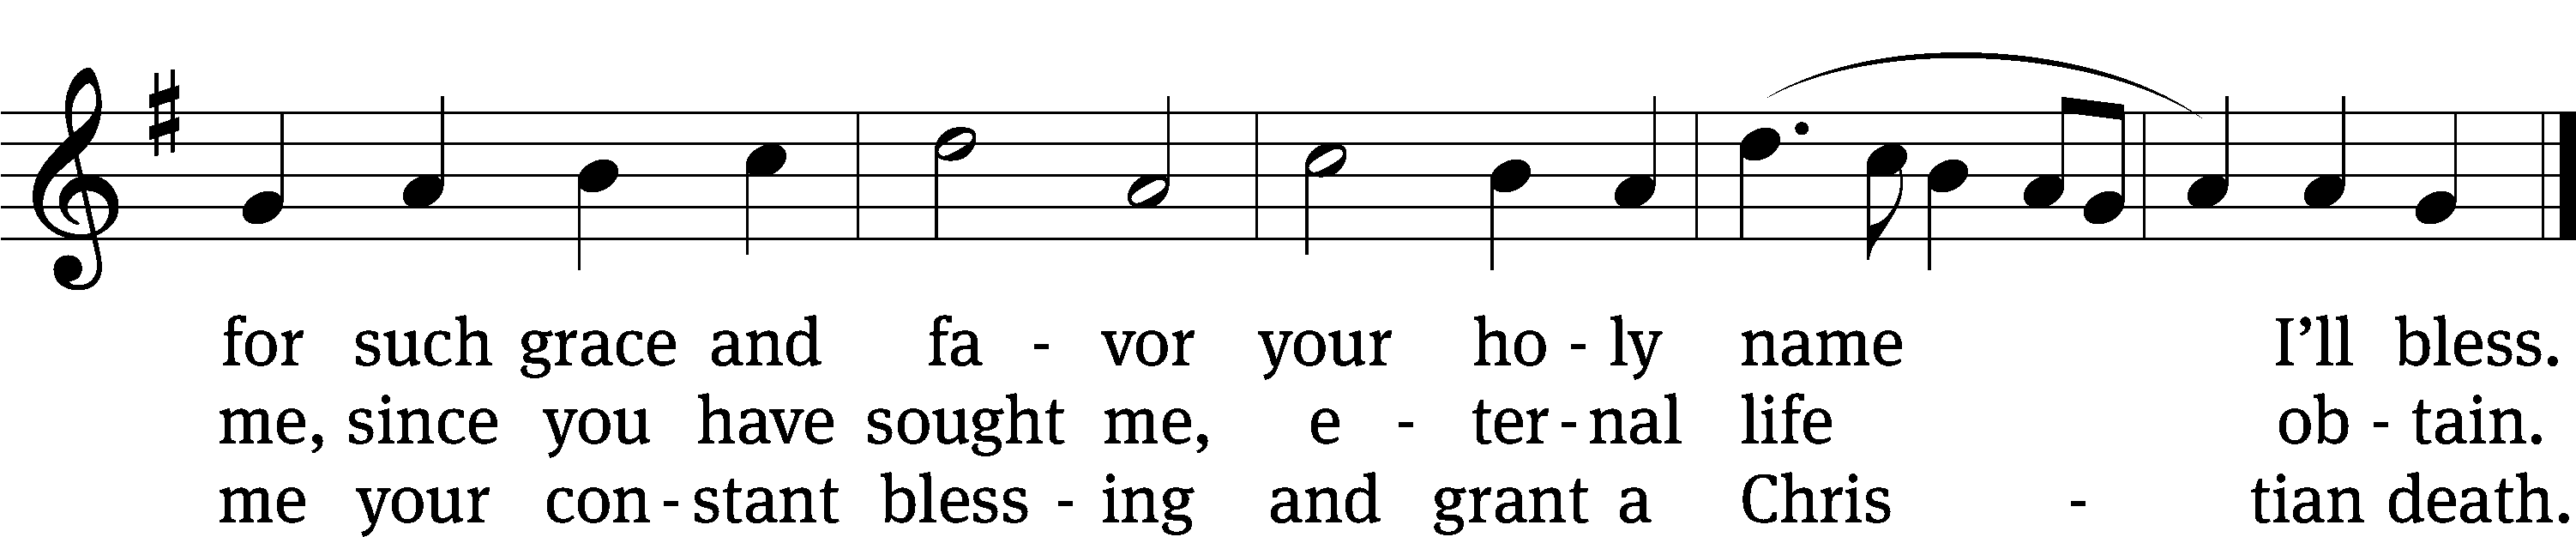 for such grace and fa - vor your ho - ly name I’ll bless.
me, since you have sought me, e - ter - nal life ob - tain.
me your con - stant bless - ing and grant a Chris - tian death.